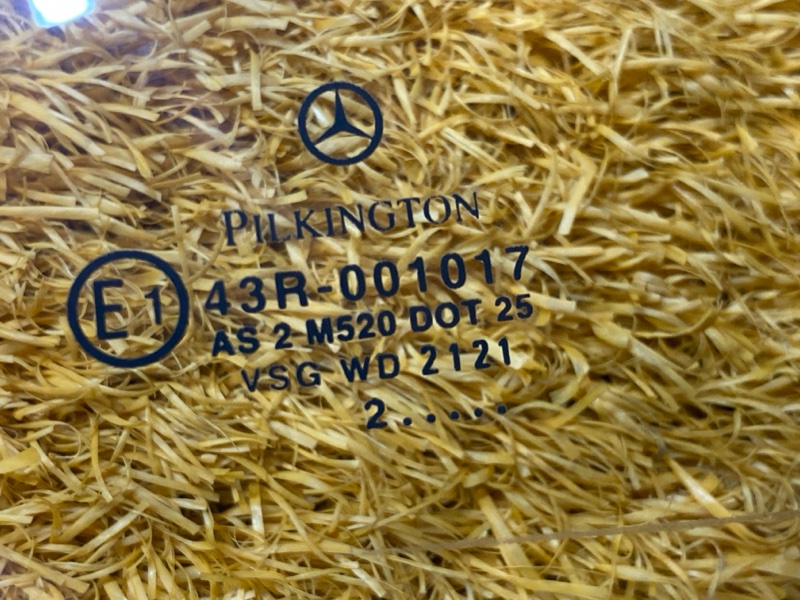 PILKINGTON
E1 43R-001017
AS 2 M520 DOT 25
VSG WD 2121
2.....